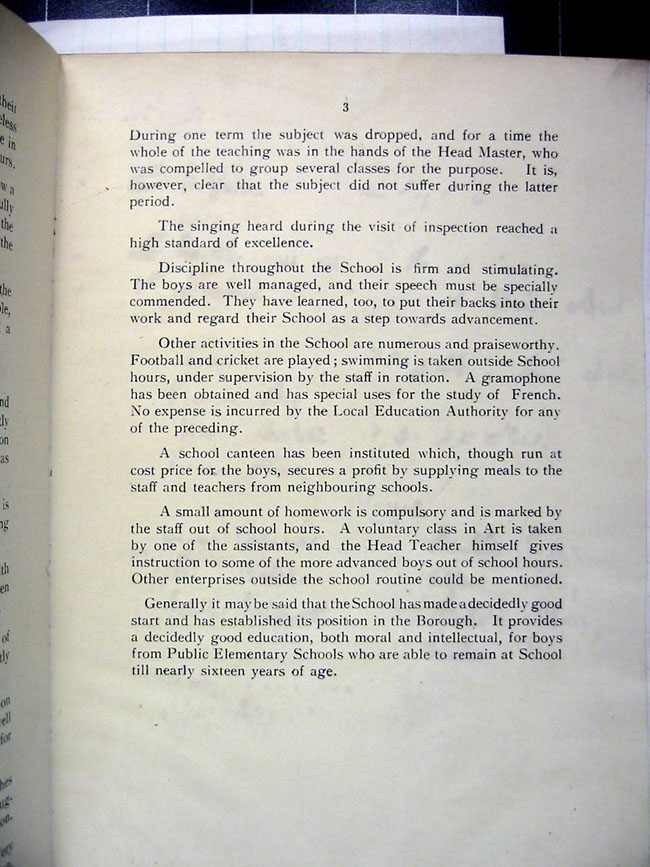 3
During one term the subject was dropped, and for a time the
whole of the teaching was in the hands of the Head Master, who
was compelled to group several classes for the purpose. It is,
however, clear that the subject did not suffer during the latter
period.
The singing heard during the visit of inspection reached a
high standard of excellence.
Discipline throughout the School is firm and stimulating.
The boys are well managed, and their speech must be specially
commended. They have learned, too, to put their backs into their
work and regard their School as a step towards advancement.
Other activities in the School are numerous and praiseworthy.
Football and cricket are played; swimming is taken outside School
hours, under supervision by the staff in rotation. A gramophone
has been obtained and has special uses for the study of French.
No expense is incurred by the Local Education Authority for any
of the preceding.
A school canteen has been instituted which, though run at
cost price for the boys, secures a profit by supplying meals to the
staff and teachers from neighbouring schools.
A small amount of homework is compulsory and is marked by
the staff out of school hours. A voluntary class in Art is taken
by one of the assistants, and the Head Teacher himself gives
instruction to some of the more advanced boys out of school hours.
Other enterprises outside the school routine could be mentioned.
Generally it may be said that the School has made a decidedly good
start and has established its position in the Borough. It provides
a decidedly good education, both moral and intellectual, for boys
from Public Elementary Schools who are able to remain at School
till nearly sixteen years of age.